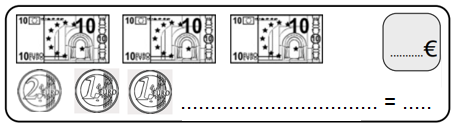 10 10 10 10 10 10
10 10 10
10 EURO 10 EURO 10 EURO
..........€
2 1 1 ................................ = .....